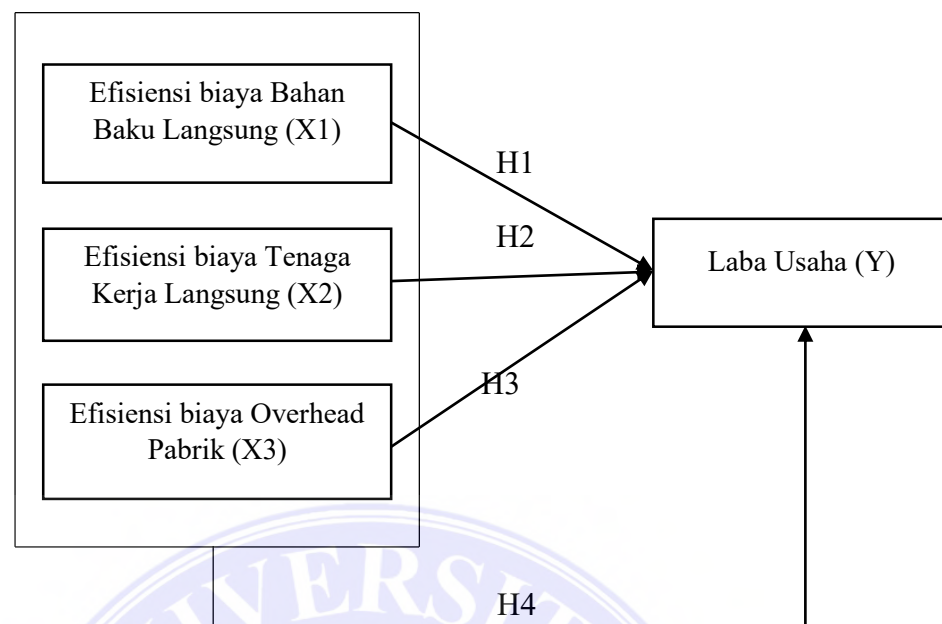 Efisiensi biaya Bahan
Baku Langsung (X1)
H1
H2
Efisiensi biaya Tenaga
Kerja Langsung (X2)
Laba Usaha (Y)
H3
Efisiensi biaya Overhead
Pabrik (X3)
IVERSIT
H4